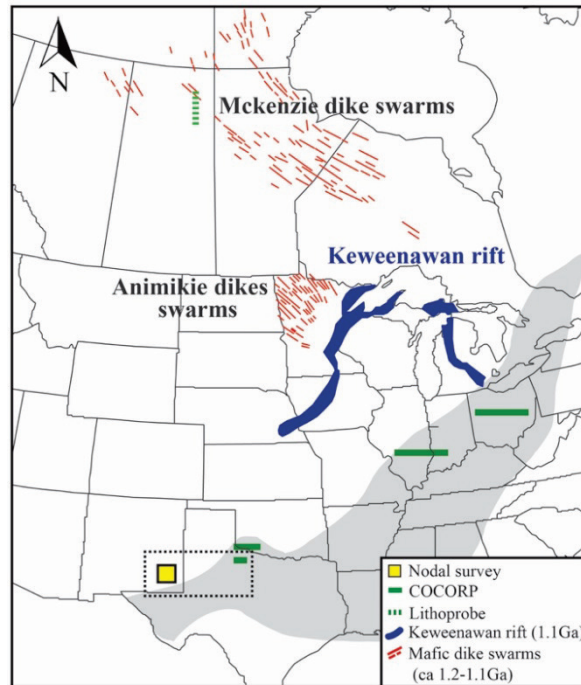 N
Mckenzie dike swarms
Keweenawan rift
Animikie dikes
swarms
Nodal survey
COCORP
Lithoprobe
Keweenawan rift (1.1Ga)
Mafic dike swarms
(ca 1.2-1.1Ga)